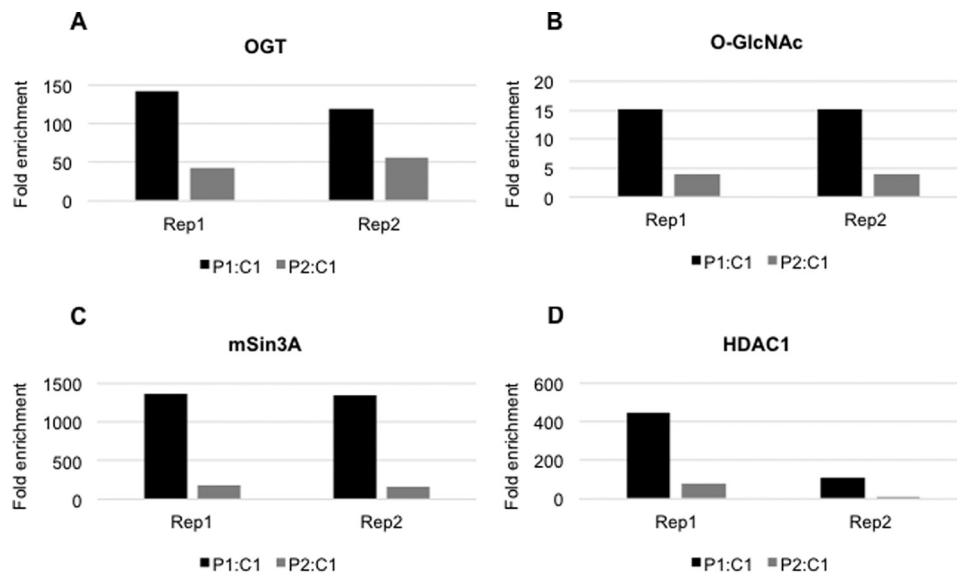 A
OGT
Fold enrichment
150
100
50
0
Rep1 Rep2
P1:C1 P2:C1
B
O-GlcNAc
Fold enrichment
20
15
10
5
0
Rep1 Rep2
P1:C1 P2:C1
C
mSin3A
Fold enrichment
1500
1000
500
0
Rep1 Rep2
P1:C1 P2:C1
D
HDAC1
Fold enrichment
600
400
200
0
Rep1 Rep2
P1:C1 P2:C1